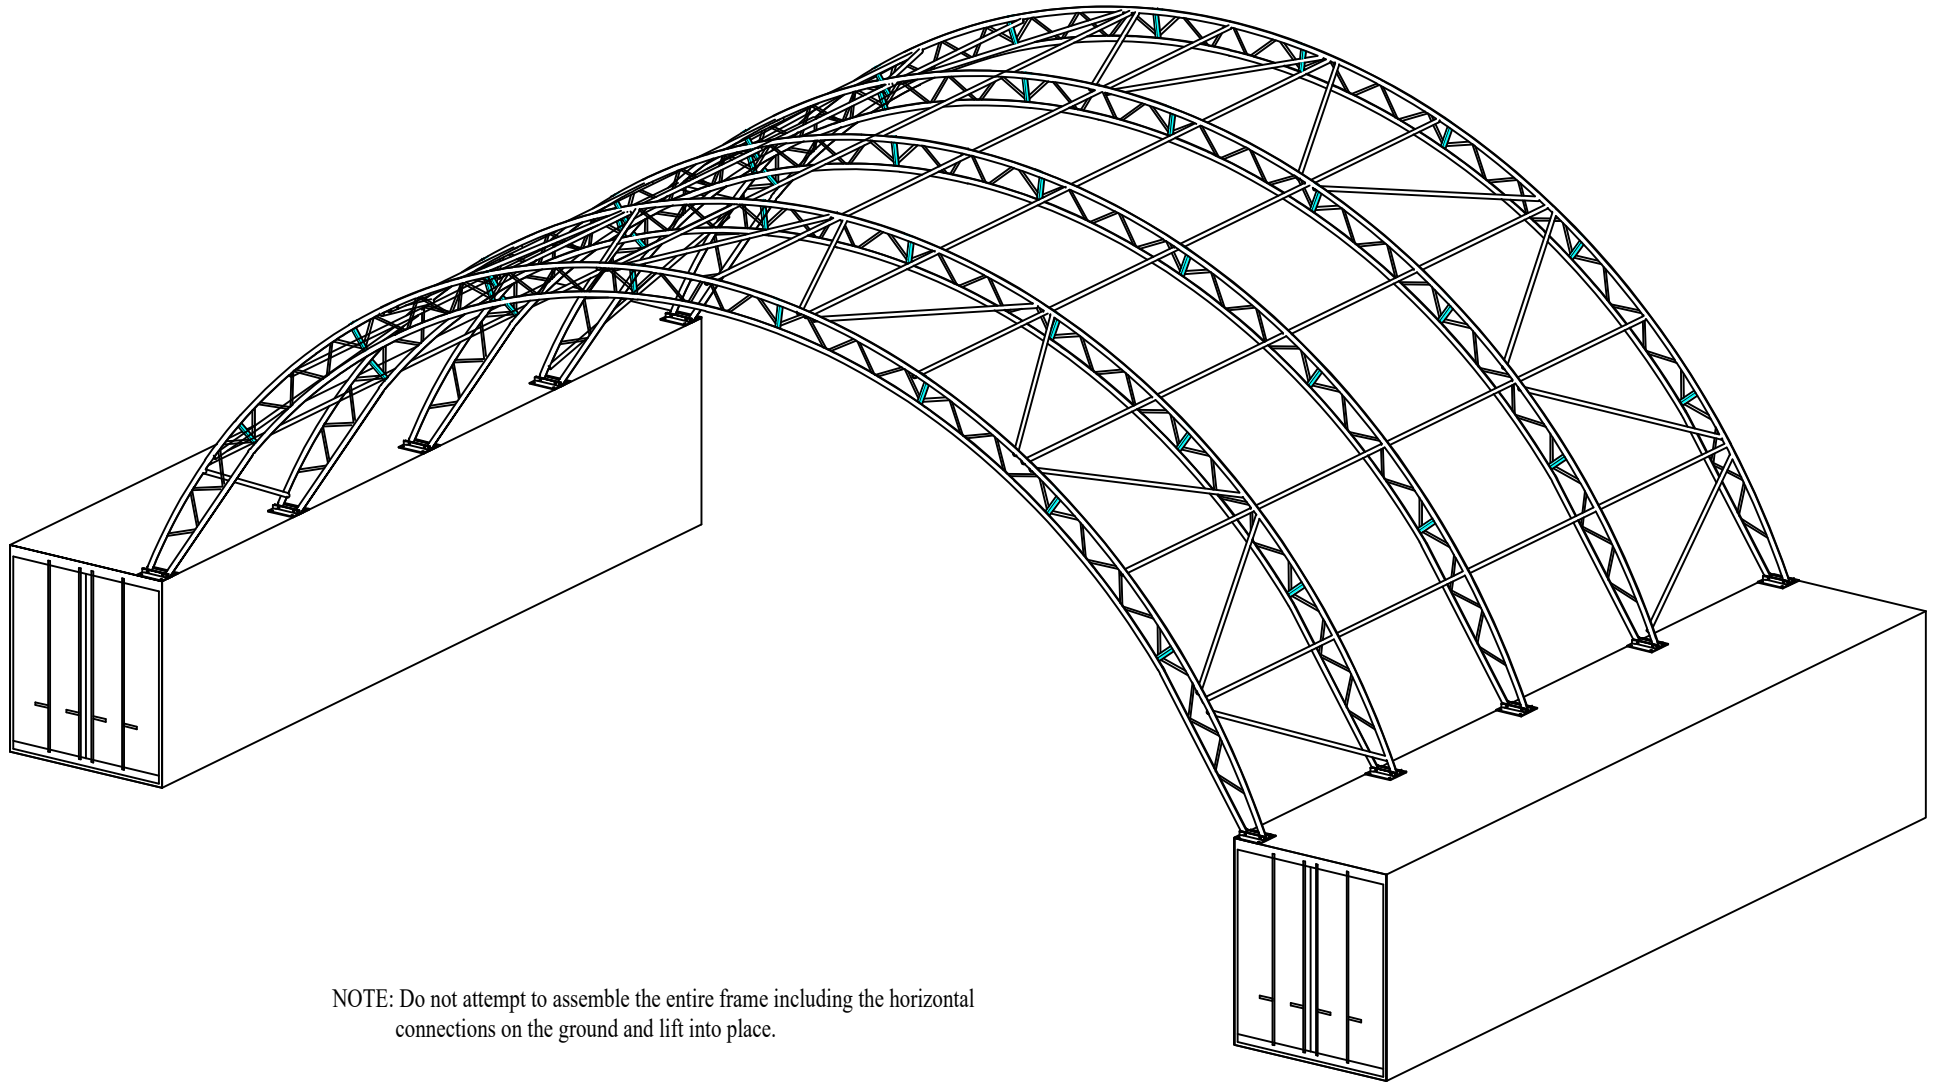 NOTE: Do not attempt to assemble the entire frame including the horizontal
connections on the ground and lift into place.